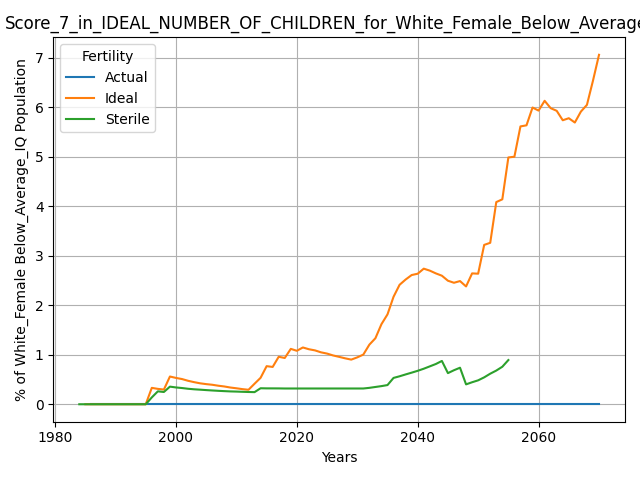 Score_7_in_IDEAL_NUMBER_OF_CHILDREN_for_White_Female_Below_Average
Fertility
Actual
Ideal
Sterile
% of White_Female Below_Average_IQ Population
7
6
5
4
3
2
1
0
1980 2000 2020 2040 2060
Years